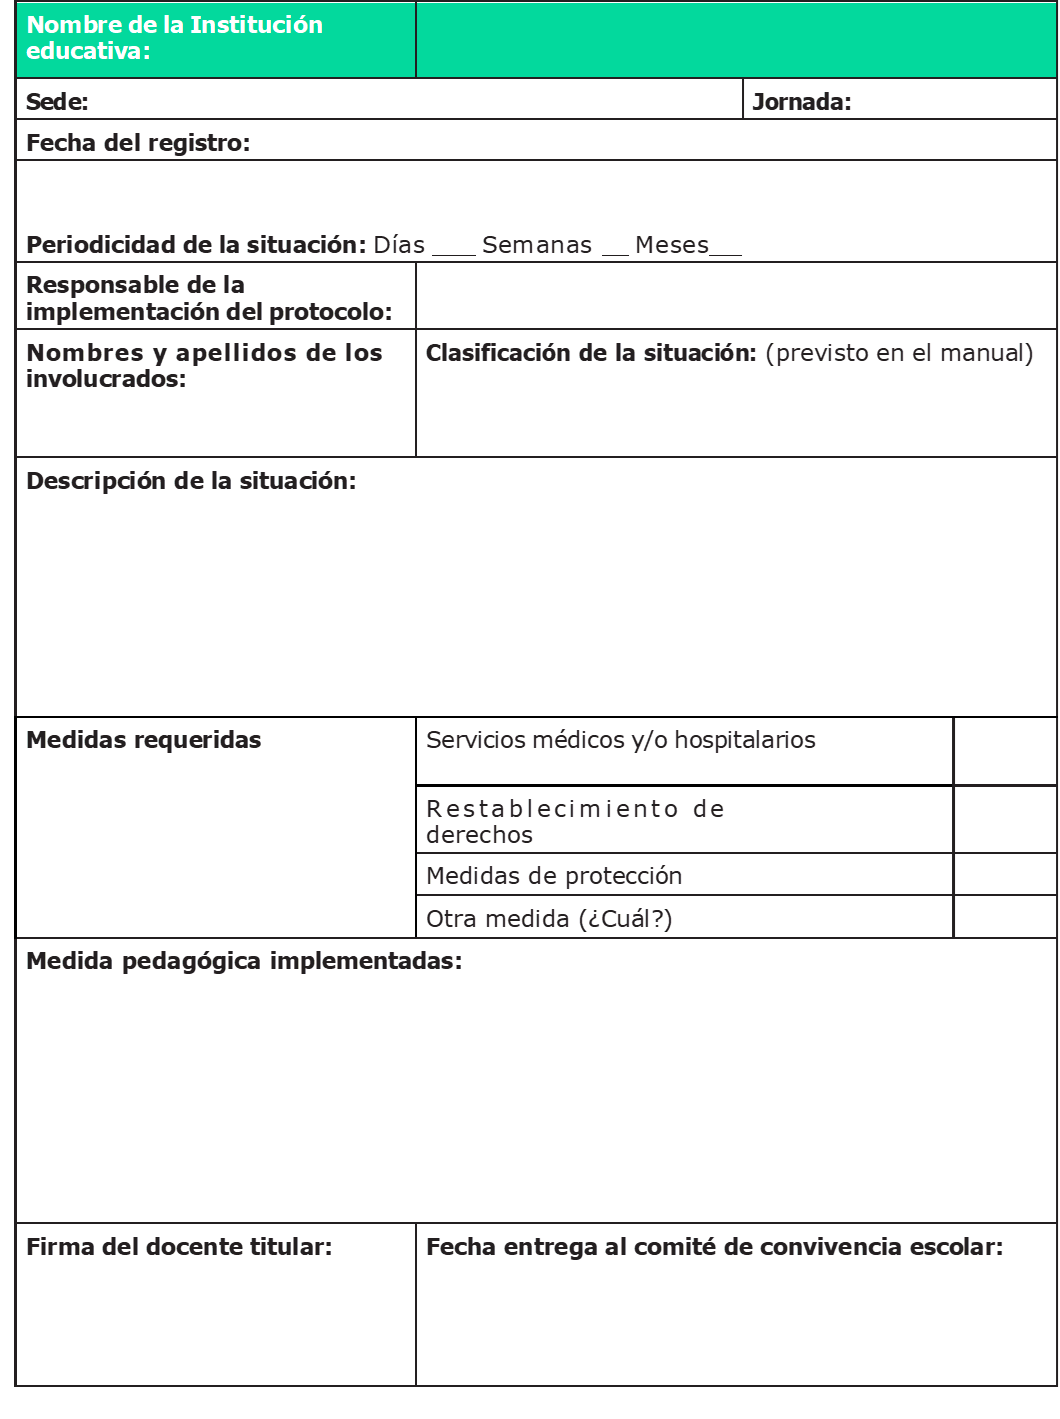 Nombre de la Institución
educativa:
Sede:
Jornada:
Fecha del registro:
Periodicidad de la situación: Días ___ Semanas __ Meses__
Responsable de la
implementación del protocolo:
Nombres y apellidos de los
involucrados:
Clasificación de la situación: (previsto en el manual)
Descripción de la situación:
Medidas requeridas
Servicios médicos y/o hospitalarios
Restablecimiento de
derechos
Medidas de protección
Otra medida (¿Cuál?)
Medida pedagógica implementadas:
Firma del docente titular:
Fecha entrega al comité de convivencia escolar: